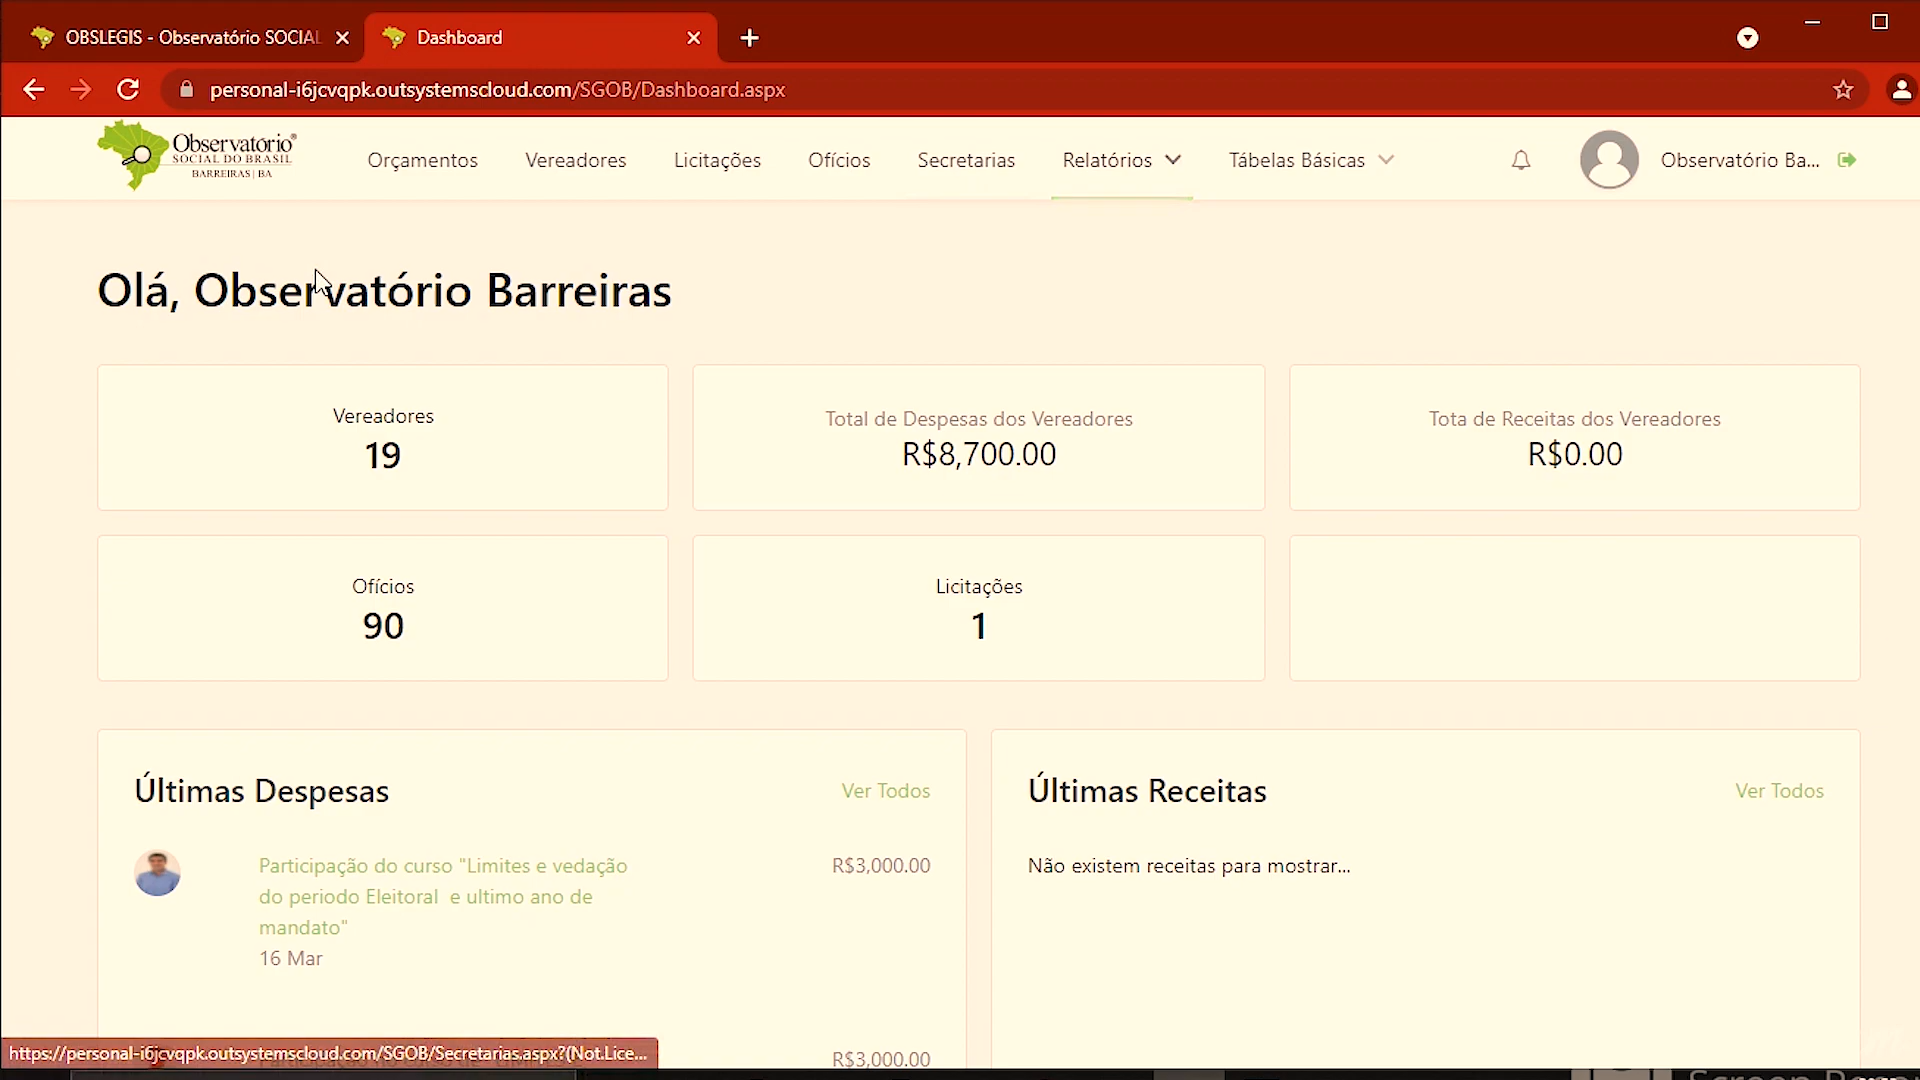 OBSLEGIS - Observatório SOCIAL
Dashboard
personal-i6jcvqpk.outsystemscloud.com/SGOB/Dashboard.aspx
Observatório®
SOCIAL DO BRASIL
BARREIRAS | BA
Orçamentos
Vereadores
Licitações
Ofícios
Secretarias
Relatórios
Tábelas Básicas
Observatório Ba...
Olá, Observatório Barreiras
Vereadores
19
Total de Despesas dos Vereadores
R$8,700.00
Tota de Receitas dos Vereadores
R$0.00
Ofícios
90
Licitações
1
Últimas Despesas
Ver Todos
Participação do curso "Limites e vedação
do periodo Eleitoral e ultimo ano de
mandato"
16 Mar
R$3,000.00
R$3,000.00
Últimas Receitas
Ver Todos
Não existem receitas para mostrar...
https://personal-i6jcvqpk.outsystemscloud.com/SGOB/Secretarias.aspx?(Not.Lice...